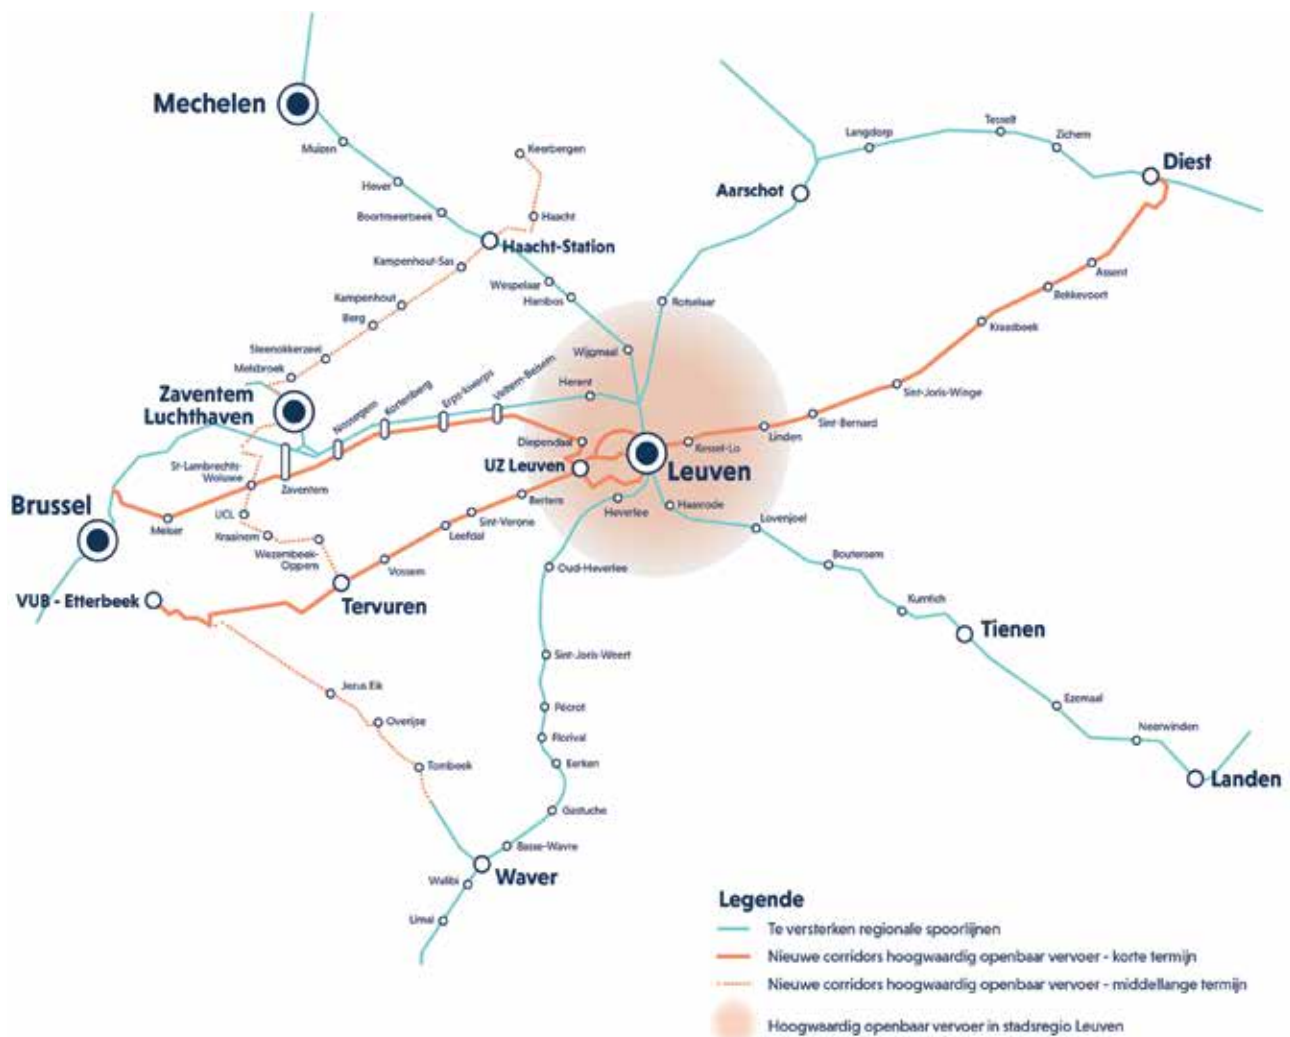 Mechelen
Muizen
Hever
Boortmeerbeek
Keerbergen
Haacht
Haacht-Station
Kampenhout-Sas
Wespelaar
Hambos
Kampenhout
Berg
Steenokkerzeel
Melsbroek
Zaventem
Luchthaven
Nossegem
Kortenberg
Erps-kwerps
Veltem-Beisem
Herent
Wijgmaal
Rotselaar
Aarschot
Langdorp
Tesselt
Zichem
Diest
Assent
Bekkevoort
Kraasbeek
Sint-Joris-Winge
Sint-Bernard
Linden
Kessel-Lo
Leuven
Diependaal
UZ Leuven
Heverlee
Haasrode
Lovenjoel
Boutersem
Kumtich
Tienen
Ezemaal
Neerwinden
Landen
St-Lambrechts-
Woluwe
Zaventem
Brussel
Meiser
UCL
Kraainem
Wezembeek-
Oppem
Bertem
Sint-Verone
Leefdal
Vossem
Tervuren
VUB - Etterbeek
Oud-Heverlee
Sint-Joris-Weert
Pécrot
Florival
Eerken
Gastuche
Basse-Wavre
Jezus Eik
Overijse
Tombeek
Waver
Walibi
Limal
Legende
Te versterken regionale spoorlijnen
Nieuwe corridors hoogwaardig openbaar vervoer - korte termijn
Nieuwe corridors hoogwaardig openbaar vervoer - middellange termijn
Hoogwaardig openbaar vervoer in stadsregio Leuven